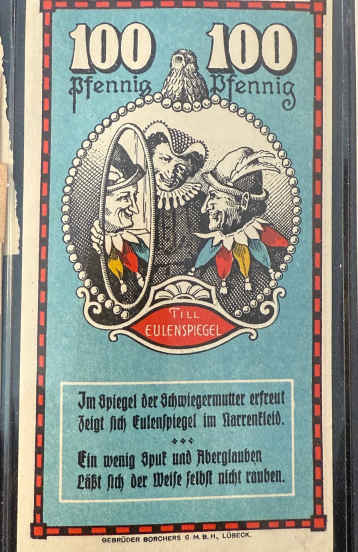 100 100
Pfennig Pfennig
TILL
EULENSPIEGEL
Im Spiegel der Schwiegermutter erfreut
Zeigt sich Eulenspiegel im Narrenkleid.
Ein wenig Spuk und Aberglauben
Läßt sich der Weise selbst nicht rauben.
GEBRÜDER BORCHERS G. M. B. H., LÜBECK.